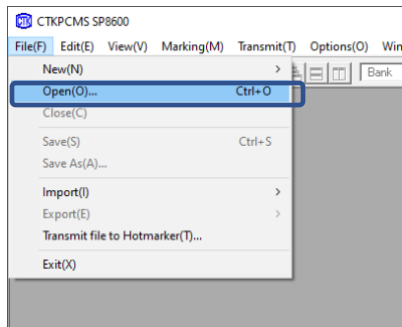 CTK CTKPCMS SP8600
File(F) Edit(E) View(V) Marking(M) Transmit(T) Options(O) Win
New(N) >
Bank
Open(O)... Ctrl+O
Close(C)
Save(S) Ctrl+S
Save As(A)...
Import(I) >
Export(E) >
Transmit file to Hotmarker(T)...
Exit(X)